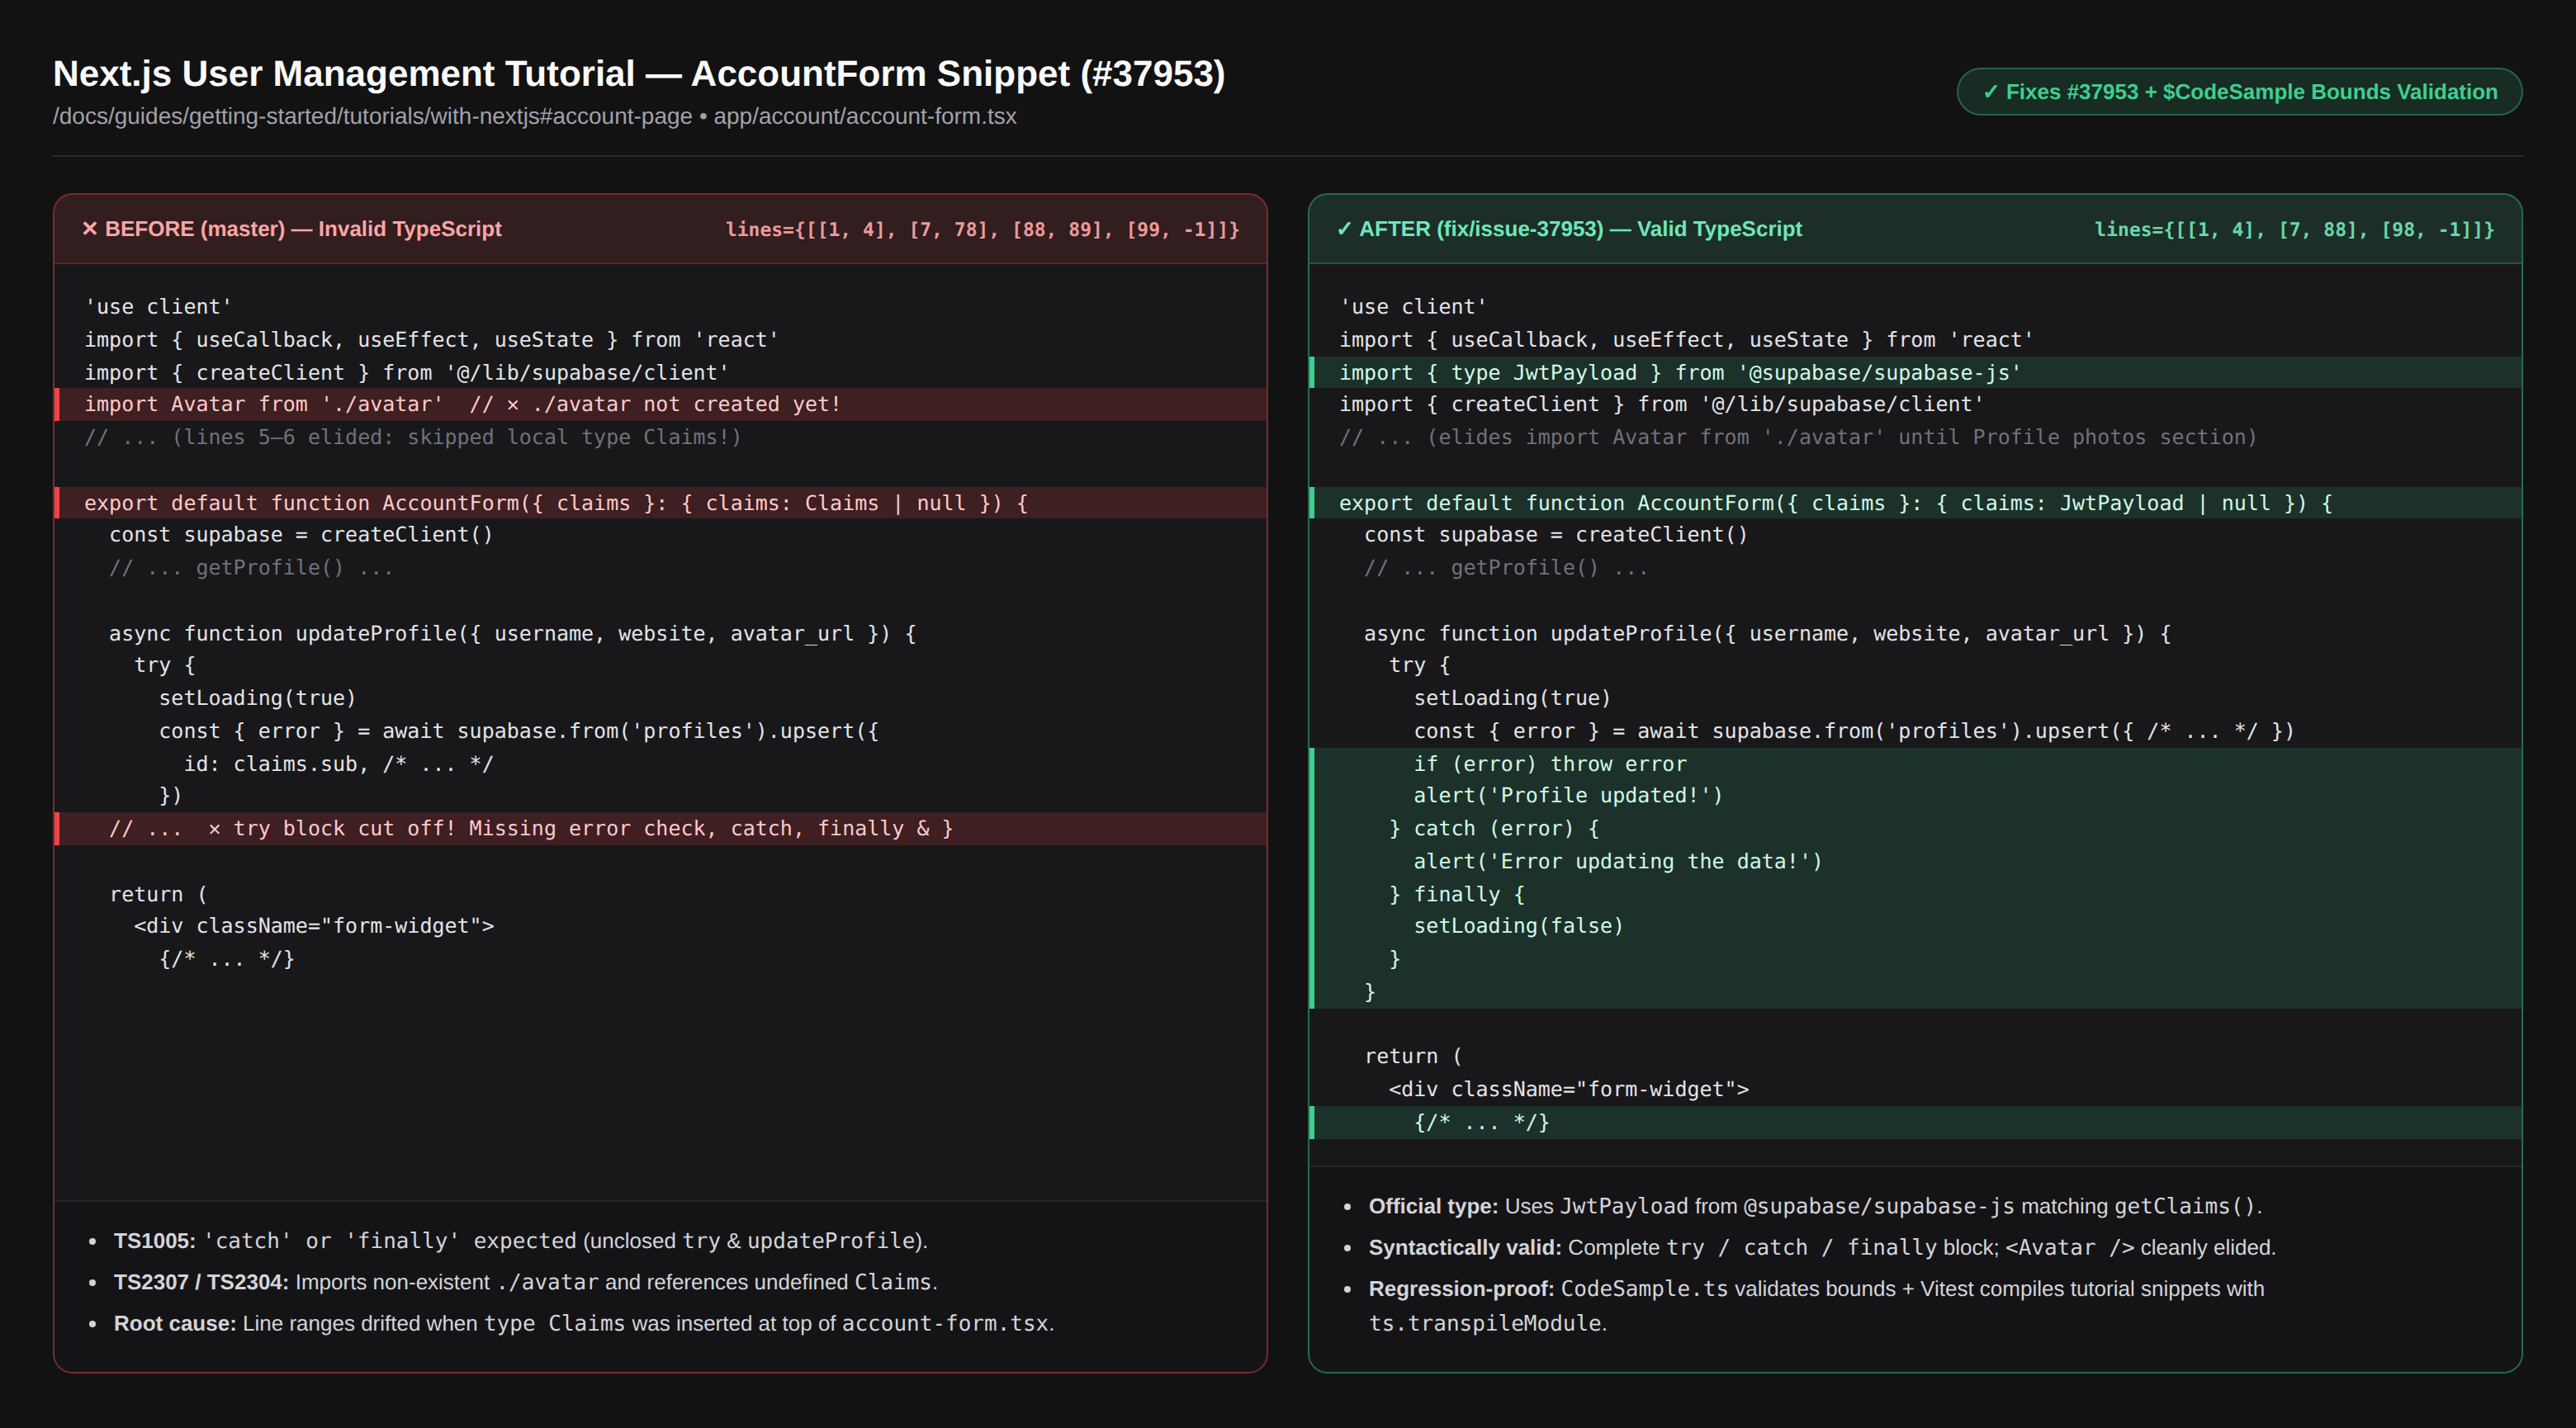 Next.js User Management Tutorial — AccountForm Snippet (#37953)
/docs/guides/getting-started/tutorials/with-nextjs#account-page • app/account/account-form.tsx
✓ Fixes #37953 + $CodeSample Bounds Validation
✕ BEFORE (master) — Invalid TypeScript
lines={[[1, 4], [7, 78], [88, 89], [99, -1]]}
'use client'
import { useCallback, useEffect, useState } from 'react'
import { createClient } from '@/lib/supabase/client'
import Avatar from './avatar'  // × ./avatar not created yet!
// ... (lines 5–6 elided: skipped local type Claims!)
export default function AccountForm({ claims }: { claims: Claims | null }) {
  const supabase = createClient()
  // ... getProfile() ...
  async function updateProfile({ username, website, avatar_url }) {
    try {
      setLoading(true)
      const { error } = await supabase.from('profiles').upsert({
        id: claims.sub, /* ... */
      })
  // ...  × try block cut off! Missing error check, catch, finally & }
  return (
    <div className="form-widget">
      {/* ... */}
• TS1005: 'catch' or 'finally' expected (unclosed try & updateProfile).
• TS2307 / TS2304: Imports non-existent ./avatar and references undefined Claims.
• Root cause: Line ranges drifted when type Claims was inserted at top of account-form.tsx.
✓ AFTER (fix/issue-37953) — Valid TypeScript
lines={[[1, 4], [7, 88], [98, -1]]}
'use client'
import { useCallback, useEffect, useState } from 'react'
import { type JwtPayload } from '@supabase/supabase-js'
import { createClient } from '@/lib/supabase/client'
// ... (elides import Avatar from './avatar' until Profile photos section)
export default function AccountForm({ claims }: { claims: JwtPayload | null }) {
  const supabase = createClient()
  // ... getProfile() ...
  async function updateProfile({ username, website, avatar_url }) {
    try {
      setLoading(true)
      const { error } = await supabase.from('profiles').upsert({ /* ... */ })
      if (error) throw error
      alert('Profile updated!')
    } catch (error) {
      alert('Error updating the data!')
    } finally {
      setLoading(false)
    }
  }
  return (
    <div className="form-widget">
      {/* ... */}
• Official type: Uses JwtPayload from @supabase/supabase-js matching getClaims().
• Syntactically valid: Complete try / catch / finally block; <Avatar /> cleanly elided.
• Regression-proof: CodeSample.ts validates bounds + Vitest compiles tutorial snippets with
ts.transpileModule.